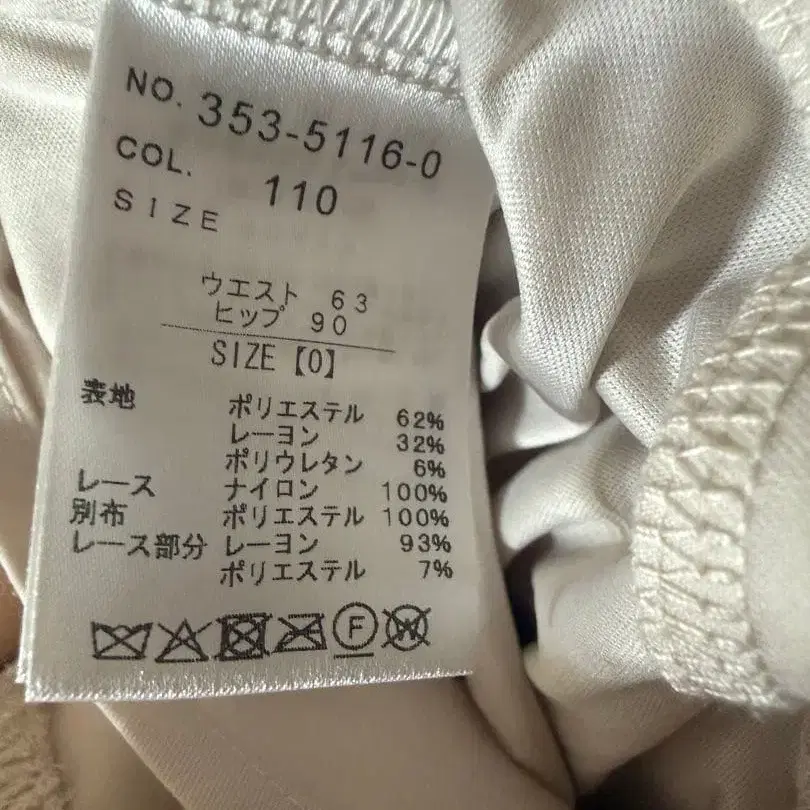 NO. 353-5116-0
COL. 110
SIZE
ウエスト 63
ヒップ 90
SIZE【0】
表地 ポリエステル 62%
レーヨン 32%
ポリウレタン 6%
レース ナイロン 100%
別布 ポリエステル 100%
レース部分 レーヨン 93%
ポリエステル 7%
F W